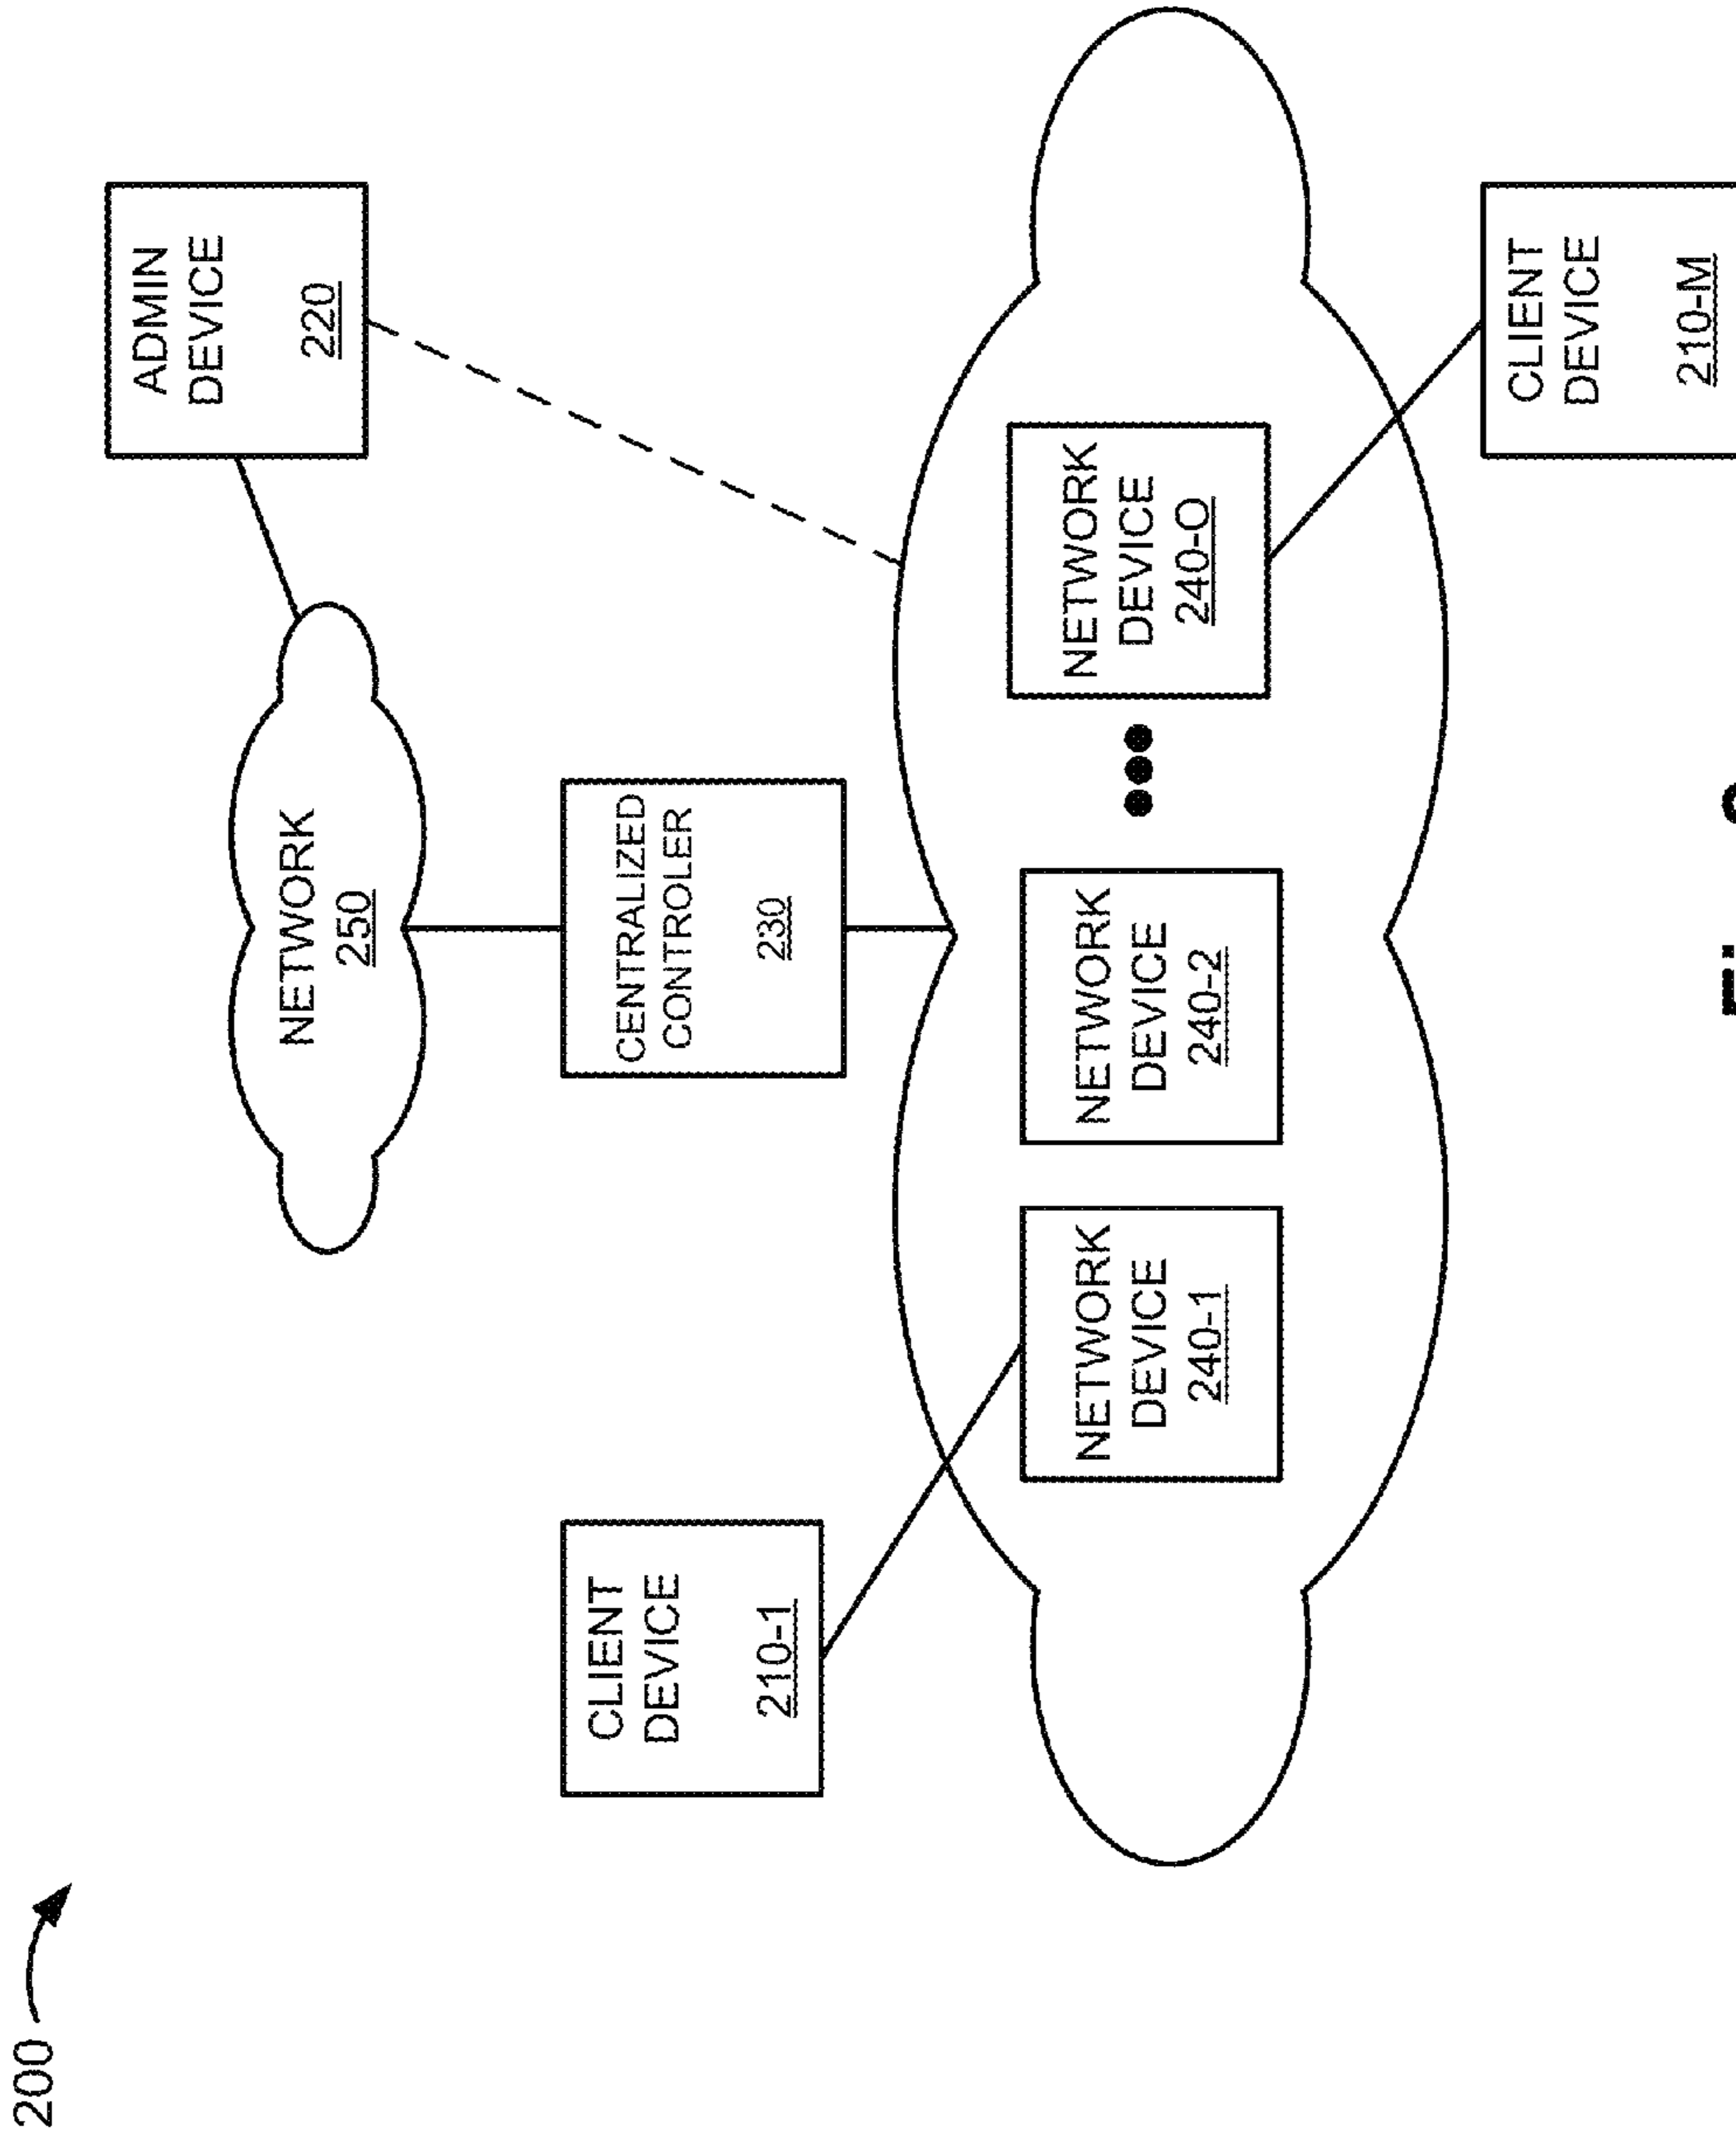 200
ADMIN
DEVICE
220
NETWORK
250
CENTRALIZED
CONTROLER
230
CLIENT
DEVICE
210-1
NETWORK
DEVICE
240-1
NETWORK
DEVICE
240-2
NETWORK
DEVICE
240-O
CLIENT
DEVICE
210-M